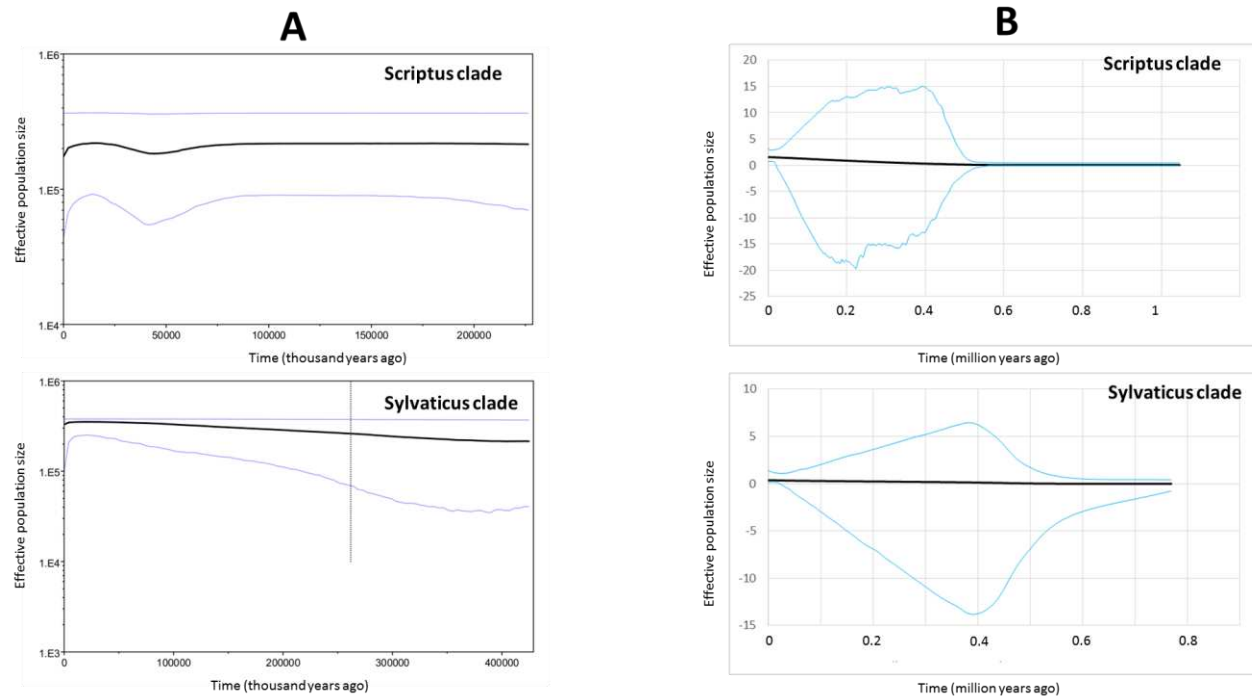 A
B
Scriptus clade
1.E6
1.E5
1.E4
Effective population size
0
50000
100000
150000
200000
Time (thousand years ago)
Scriptus clade
20
15
10
5
0
-5
-10
-15
-20
-25
Effective population size
0
0.2
0.4
0.6
0.8
1
Time (million years ago)
Sylvaticus clade
1.E6
1.E5
1.E4
1.E3
Effective population size
0
100000
200000
300000
400000
Time (thousand years ago)
Sylvaticus clade
10
5
0
-5
-10
-15
Effective population size
0
0.2
0.4
0.6
0.8
Time (million years ago)